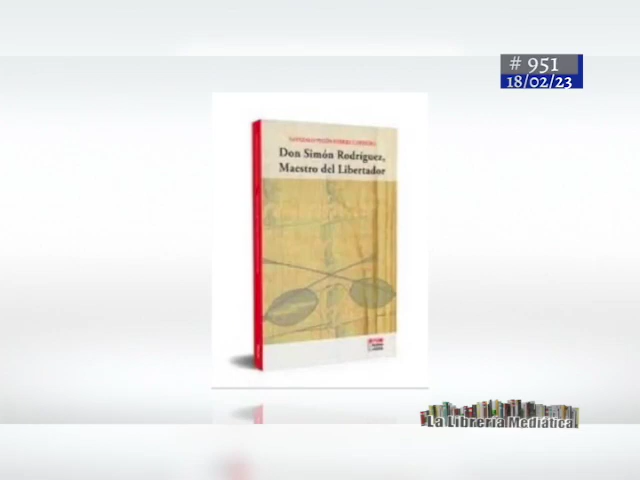 # 951
18/02/23
Don Simón Rodríguez,
Maestro del Libertador
La Librería Mediática